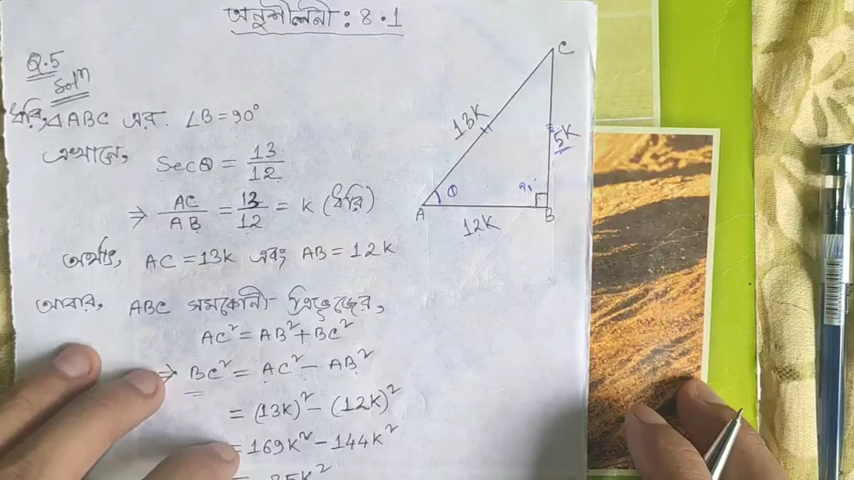 অনুশীলনী : 8.1
Q.5
Solⁿ
ধরি, △ABC এর ∠B = 90°
এখানে, Secθ = 13/12
⇒ AC/AB = 13/12 = K (ধরি)
অর্থাৎ, AC = 13K এবং AB = 12K
আবার, ABC সমকোনী ত্রিভুজের,
AC² = AB² + BC²
⇒ BC² = AC² - AB²
= (13K)² - (12K)²
= 169K² - 144K²
= 25K²
C
13K
5K
θ
90°
A
B
12K